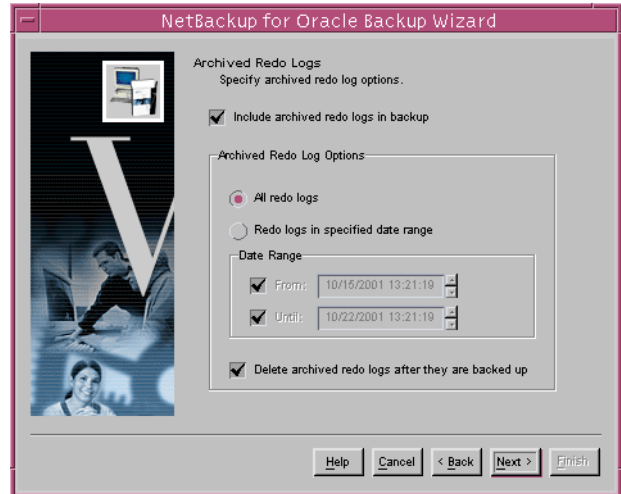 NetBackup for Oracle Backup Wizard
Archived Redo Logs
Specify archived redo log options.
Include archived redo logs in backup
Archived Redo Log Options
All redo logs
Redo logs in specified date range
Date Range
From: 10/15/2001 13:21:19
Until: 10/22/2001 13:21:19
Delete archived redo logs after they are backed up
Help Cancel < Back Next > Finish